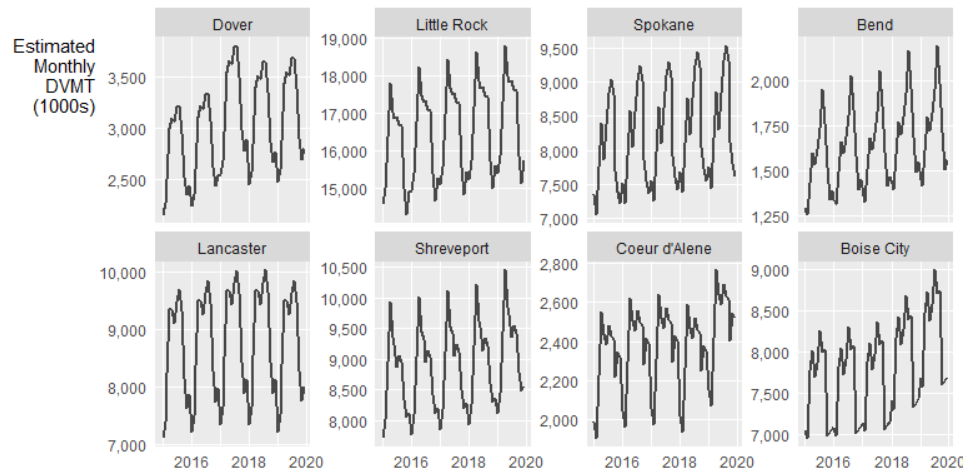 Estimated
Monthly
DVMT
(1000s)
Dover
Little Rock
Spokane
Bend
3,500
3,000
2,500
19,000
18,000
17,000
16,000
15,000
9,500
9,000
8,500
8,000
7,500
7,000
2,000
1,750
1,500
1,250
Lancaster
Shreveport
Coeur d'Alene
Boise City
10,000
9,000
8,000
7,000
10,500
10,000
9,500
9,000
8,500
8,000
2,800
2,600
2,400
2,200
2,000
9,000
8,500
8,000
7,500
7,000
2016 2018 2020
2016 2018 2020
2016 2018 2020
2016 2018 2020